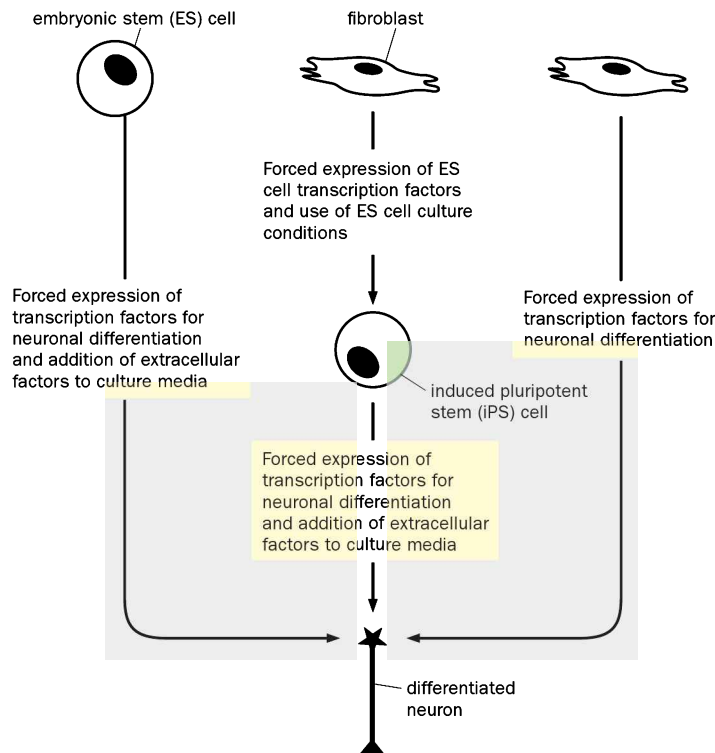 embryonic stem (ES) cell
fibroblast
Forced expression of ES
cell transcription factors
and use of ES cell culture
conditions
Forced expression of
transcription factors for
neuronal differentiation
and addition of extracellular
factors to culture media
Forced expression of
transcription factors for
neuronal differentiation
induced pluripotent
stem (iPS) cell
Forced expression of
transcription factors for
neuronal differentiation
and addition of extracellular
factors to culture media
differentiated
neuron